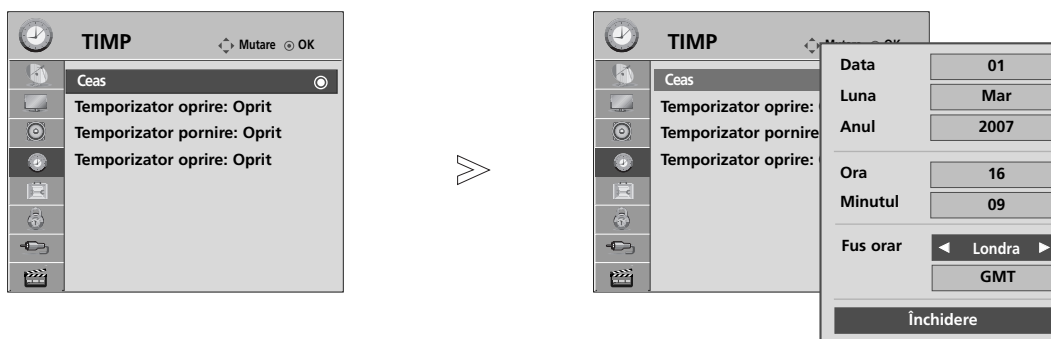 TIMP
Mutare OK
Ceas
Temporizator oprire: Oprit
Temporizator pornire: Oprit
Temporizator oprire: Oprit
>
TIMP
Ceas
Temporizator oprire:
Temporizator pornire
Temporizator oprire:
Data 01
Luna Mar
Anul 2007
Ora 16
Minutul 09
Fus orar ◄ Londra ►
GMT
Închidere